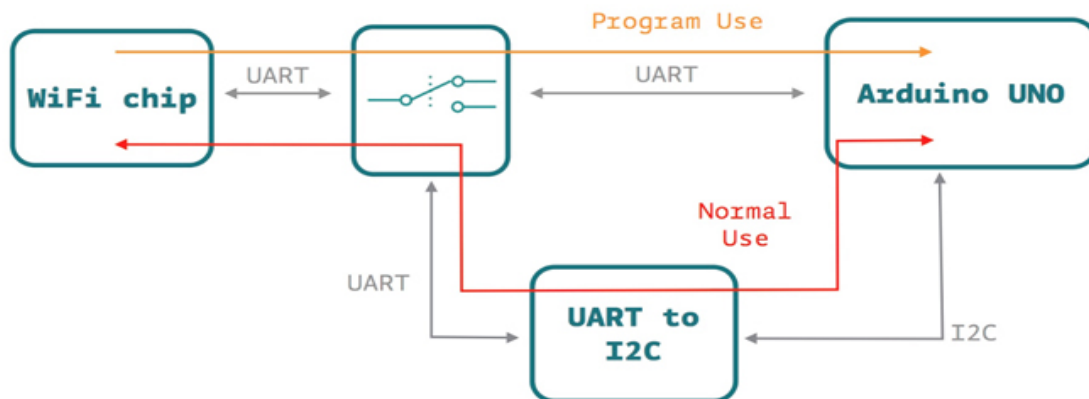 Program Use
UART
UART
WiFi chip
Arduino UNO
Normal
Use
UART
UART to
I2C
I2C